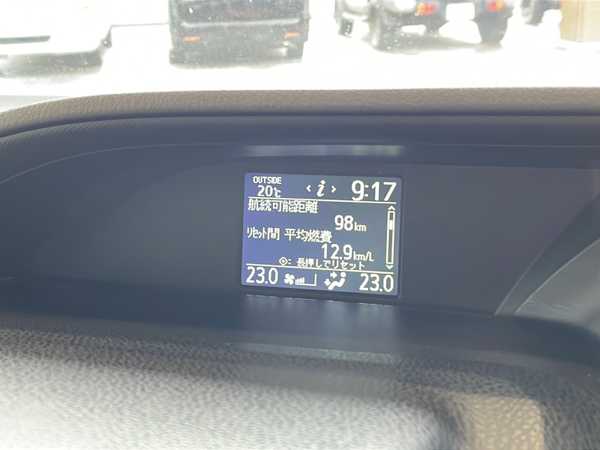 OUTSIDE
20℃
< i > 9:17
航続可能距離
98km
リセット間 平均燃費
12.9km/L
◎: 長押しでリセット
23.0 23.0